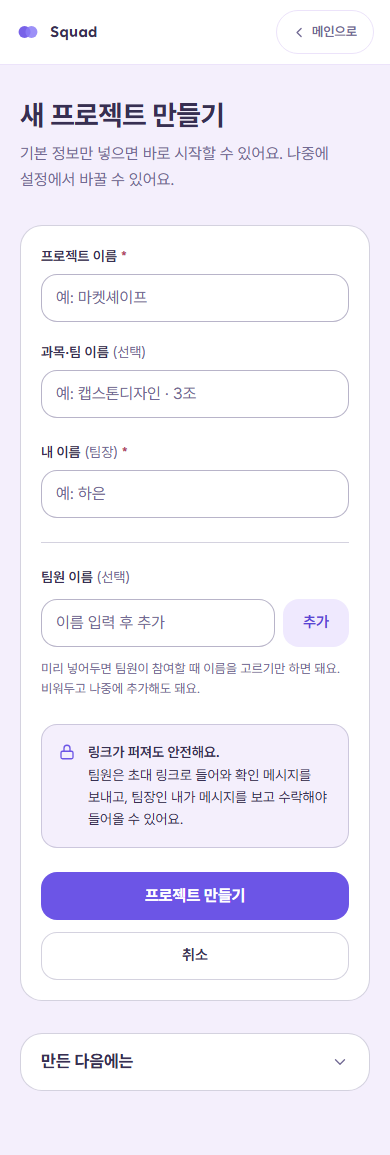 Squad
메인으로
새 프로젝트 만들기
기본 정보만 넣으면 바로 시작할 수 있어요. 나중에
설정에서 바꿀 수 있어요.
프로젝트 이름 *
예: 마켓셰이프
과목·팀 이름 (선택)
예: 캡스톤디자인 · 3조
내 이름 (팀장) *
예: 하은
팀원 이름 (선택)
이름 입력 후 추가
추가
미리 넣어두면 팀원이 참여할 때 이름을 고르기만 하면 돼요.
비워두고 나중에 추가해도 돼요.
링크가 퍼져도 안전해요.
팀원은 초대 링크로 들어와 확인 메시지를
보내고, 팀장인 내가 메시지를 보고 수락해야
들어올 수 있어요.
프로젝트 만들기
취소
만든 다음에는